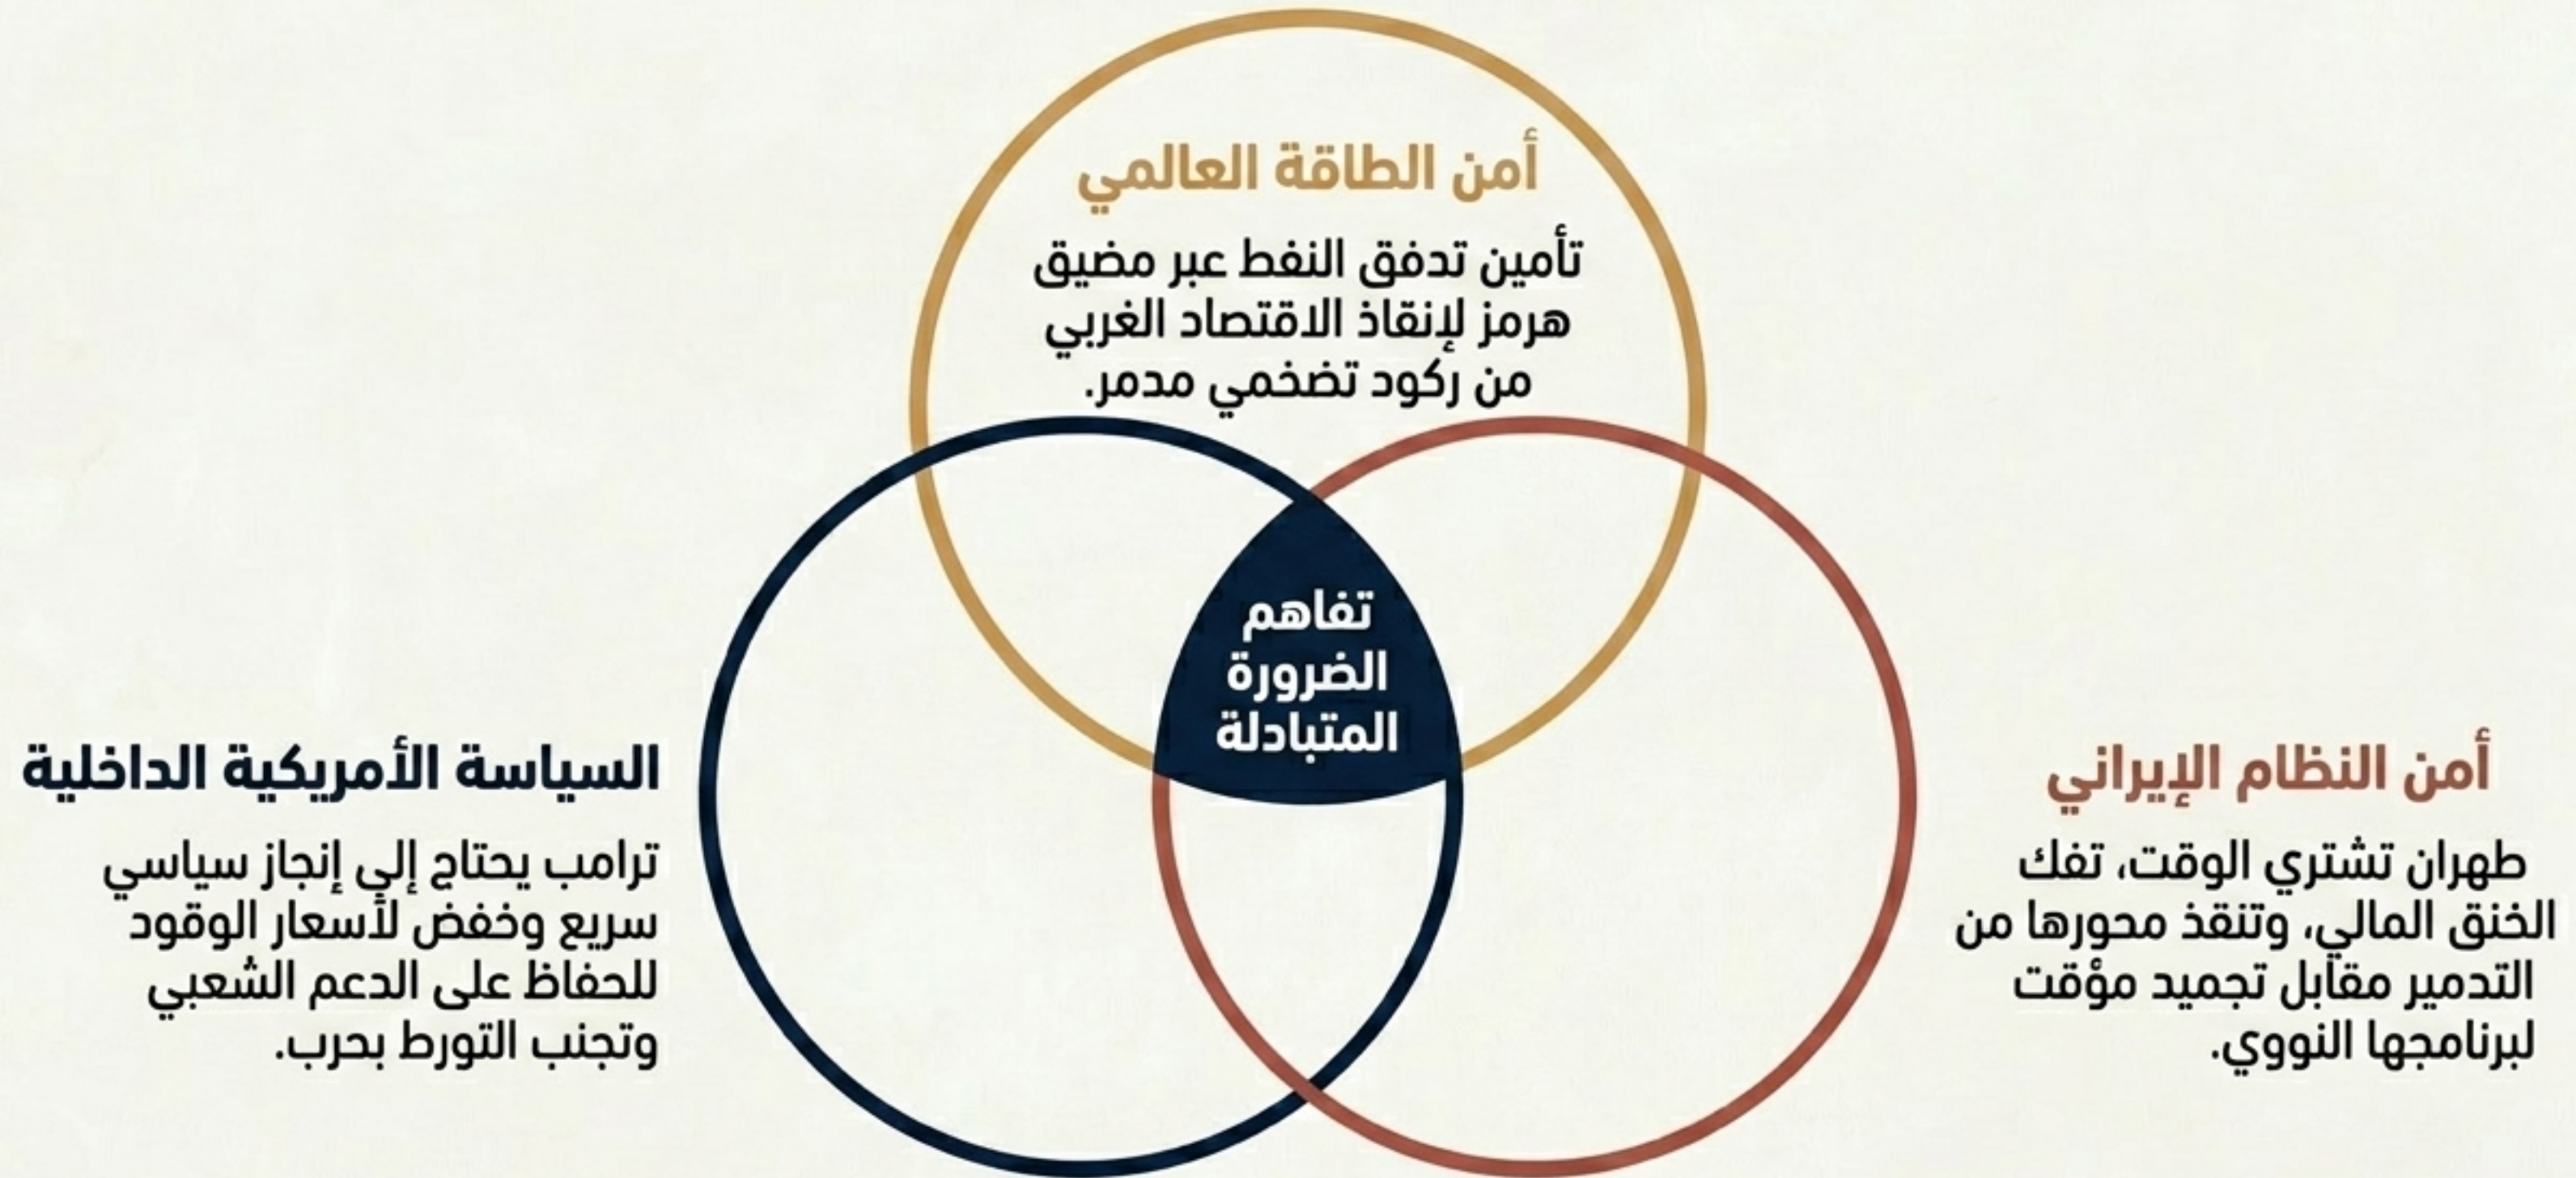 أمن الطاقة العالمي
تأمين تدفق النفط عبر مضيق
هرمز لإنقاذ الاقتصاد الغربي
من ركود تضخمي مدمر.
تفاهم
الضرورة
المتبادلة
أمن النظام الإيراني
طهران تشتري الوقت، تفك
الخنق المالي، وتنقذ محورها من
التدمير مقابل تجميد مؤقت
لبرنامجها النووي.
السياسة الأمريكية الداخلية
ترامب يحتاج إلى إنجاز سياسي
سريع وخفض لأسعار الوقود
للحفاظ على الدعم الشعبي
وتجنب التورط بحرب.